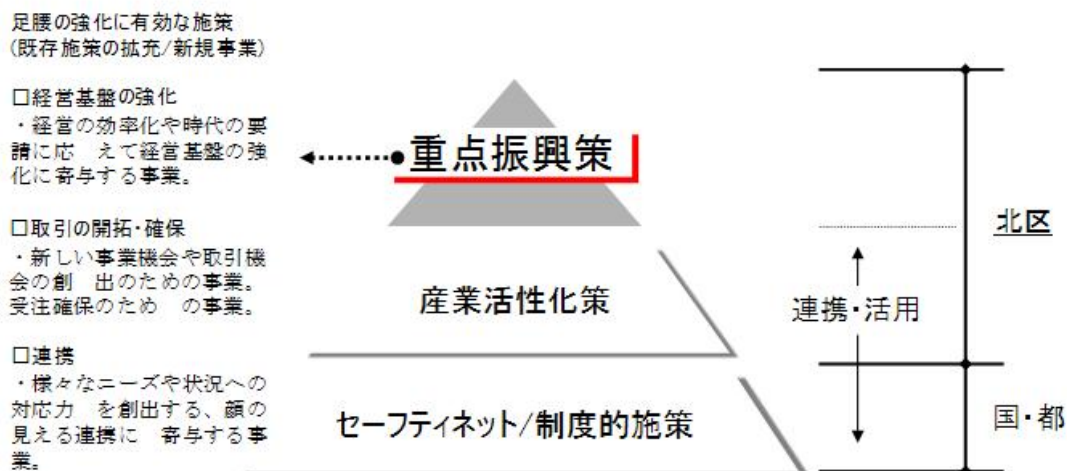 足腰の強化に有効な施策
(既存施策の拡充/新規事業)
□経営基盤の強化
・経営の効率化や時代の要
請に応 えて経営基盤の強
化に寄与する事業。
□取引の開拓・確保
・新しい事業機会や取引機
会の創 出のための事業。
受注確保のため の事業。
□連携
・様々なニーズや状況への
対応力 を創出する、顔の
見える連携に 寄与する事
業。
重点振興策
産業活性化策
セーフティネット/制度的施策
北区
連携・活用
国・都